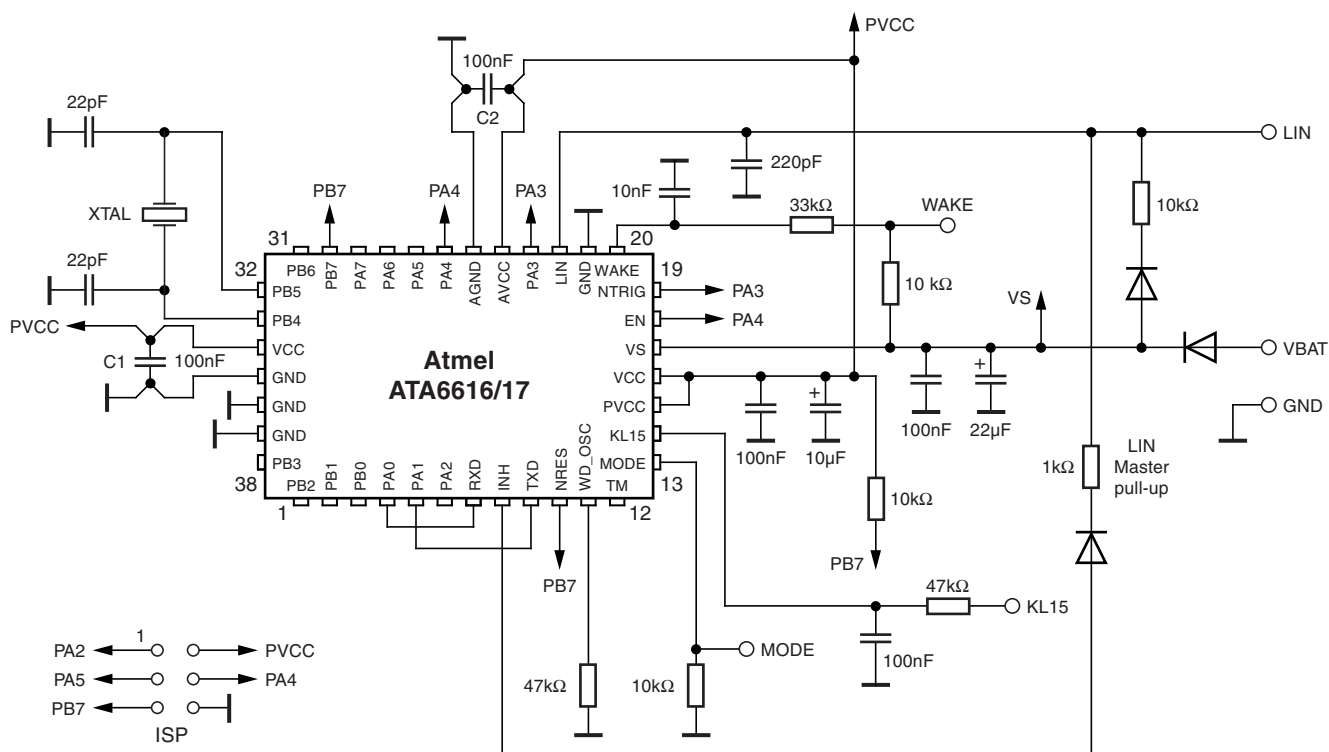 PVCC
100nF
C2
22pF
LIN
220pF
10nF
PB7
PA4
PA3
XTAL
33kΩ
WAKE
10kΩ
31
20
22pF
32
PB6
PB7
PA7
PA6
PA5
PA4
AGND
AVCC
PA3
LIN
GND
WAKE
19
PB5
NTRIG
PA3
10 kΩ
VS
PVCC
PB4
EN
PA4
C1
100nF
VCC
Atmel
ATA6616/17
VS
VBAT
GND
VCC
GND
PVCC
100nF
22µF
+
GND
GND
KL15
100nF
10µF
+
PB3
MODE
38
PB2
PB1
PB0
PA0
PA1
PA2
RXD
INH
TXD
NRES
WD_OSC
TM
13
1
12
10kΩ
1kΩ
LIN
Master
pull-up
PB7
PB7
47kΩ
KL15
100nF
PA2
1
PVCC
MODE
PA5
PA4
47kΩ
10kΩ
PB7
ISP